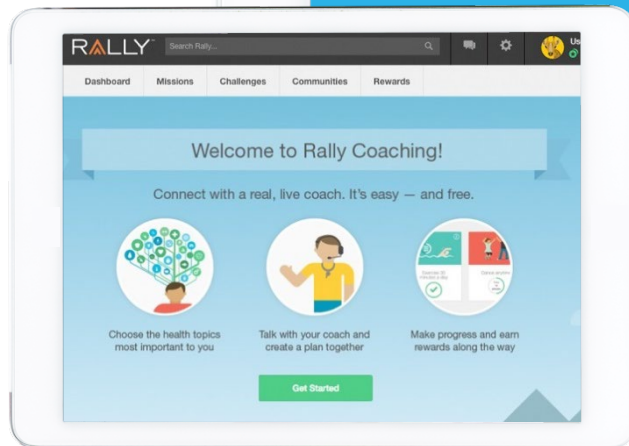 RALLY
Search Rally...
Us
Dashboard Missions Challenges Communities Rewards
Welcome to Rally Coaching!
Connect with a real, live coach. It's easy — and free.
Choose the health topics
most important to you
Talk with your coach and
create a plan together
Make progress and earn
rewards along the way
Get Started